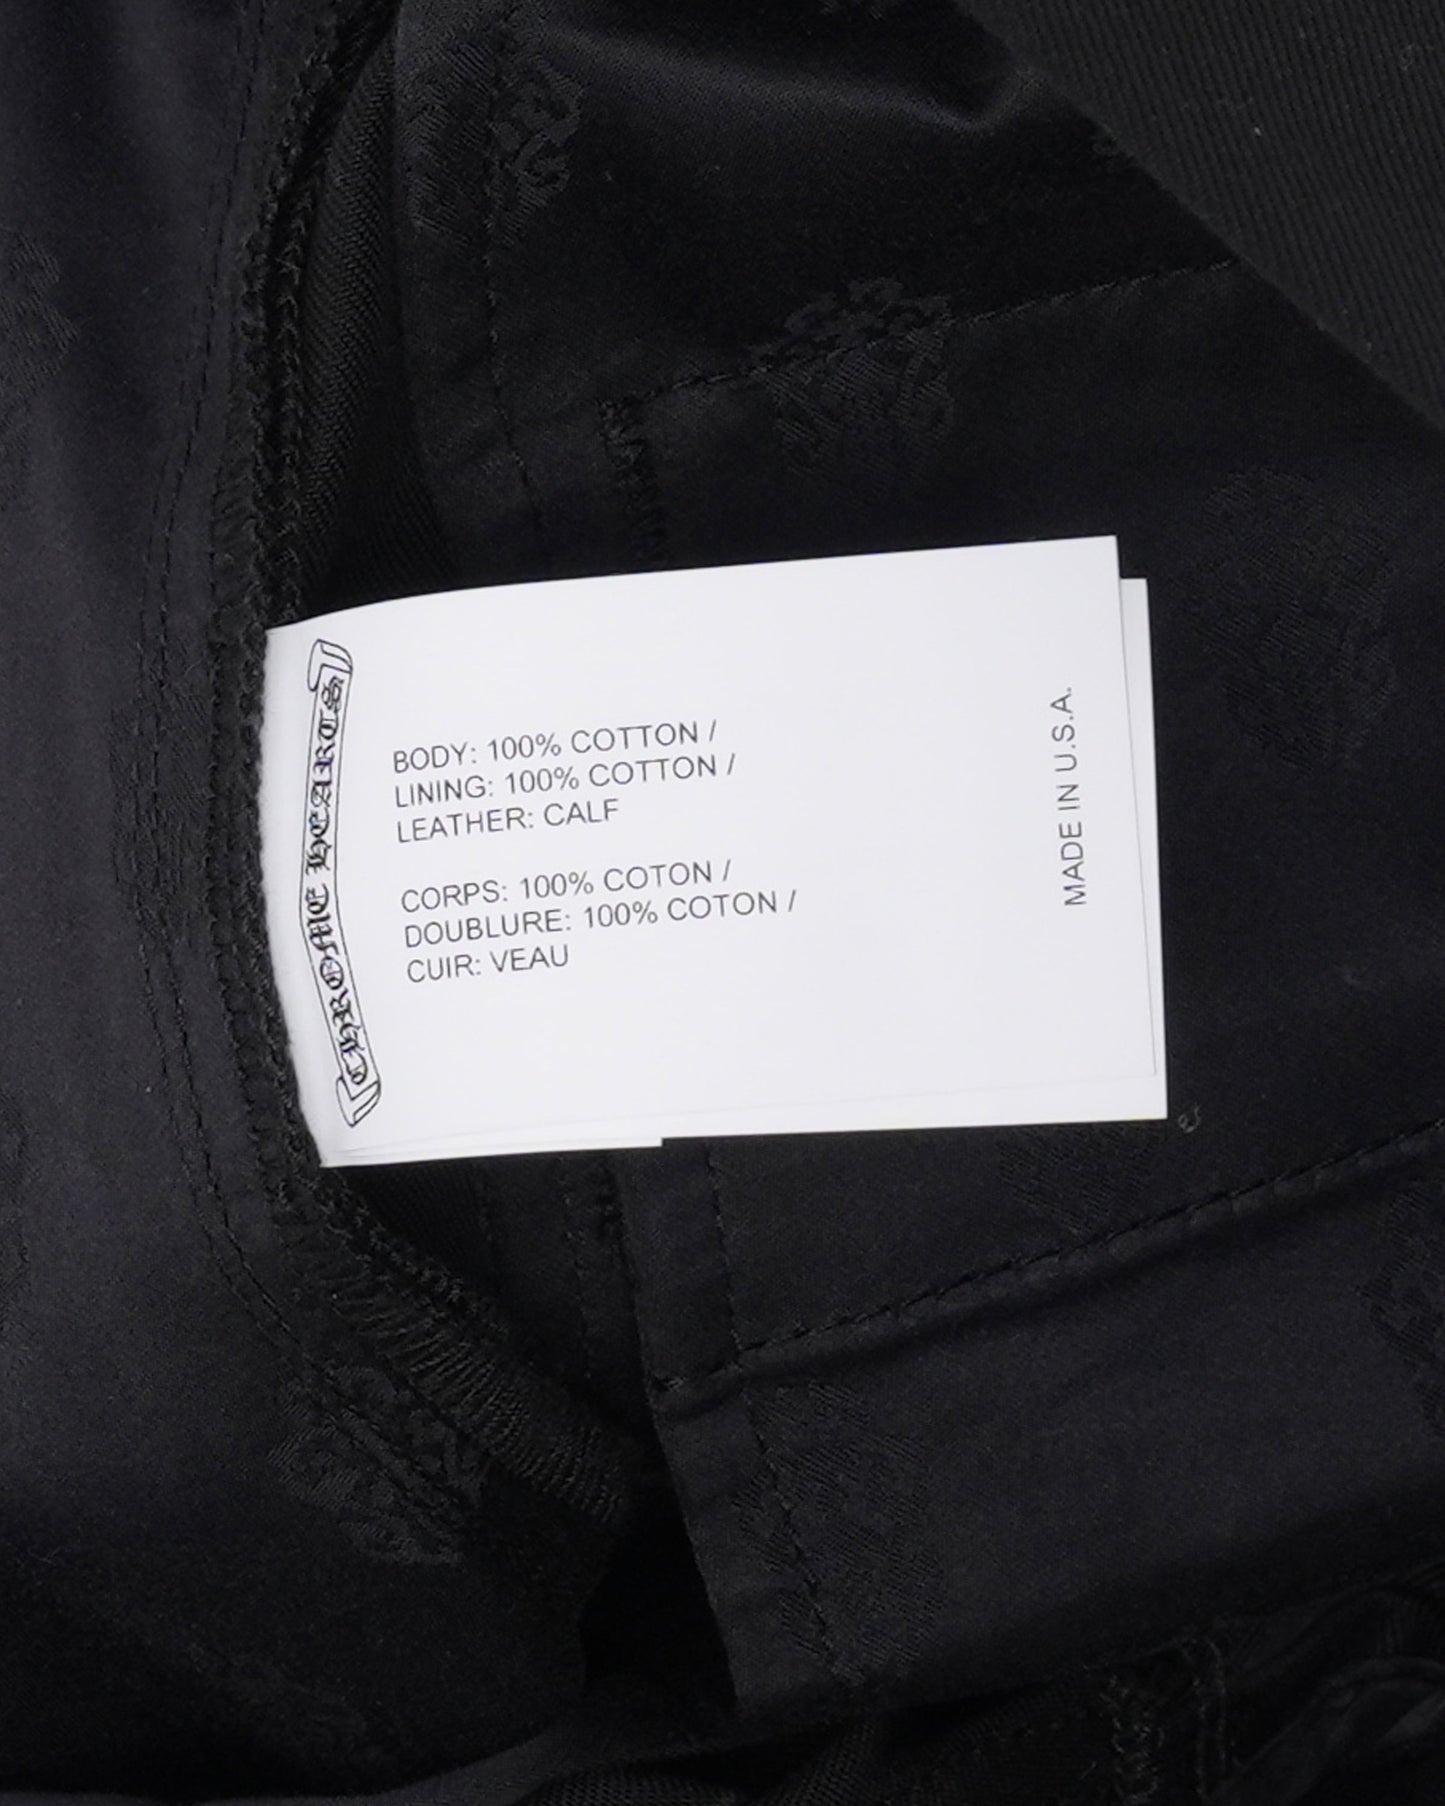 CHROME HEARTS
BODY: 100% COTTON /
LINING: 100% COTTON /
LEATHER: CALF
CORPS: 100% COTON /
DOUBLURE: 100% COTON /
CUIR: VEAU
MADE IN U.S.A.